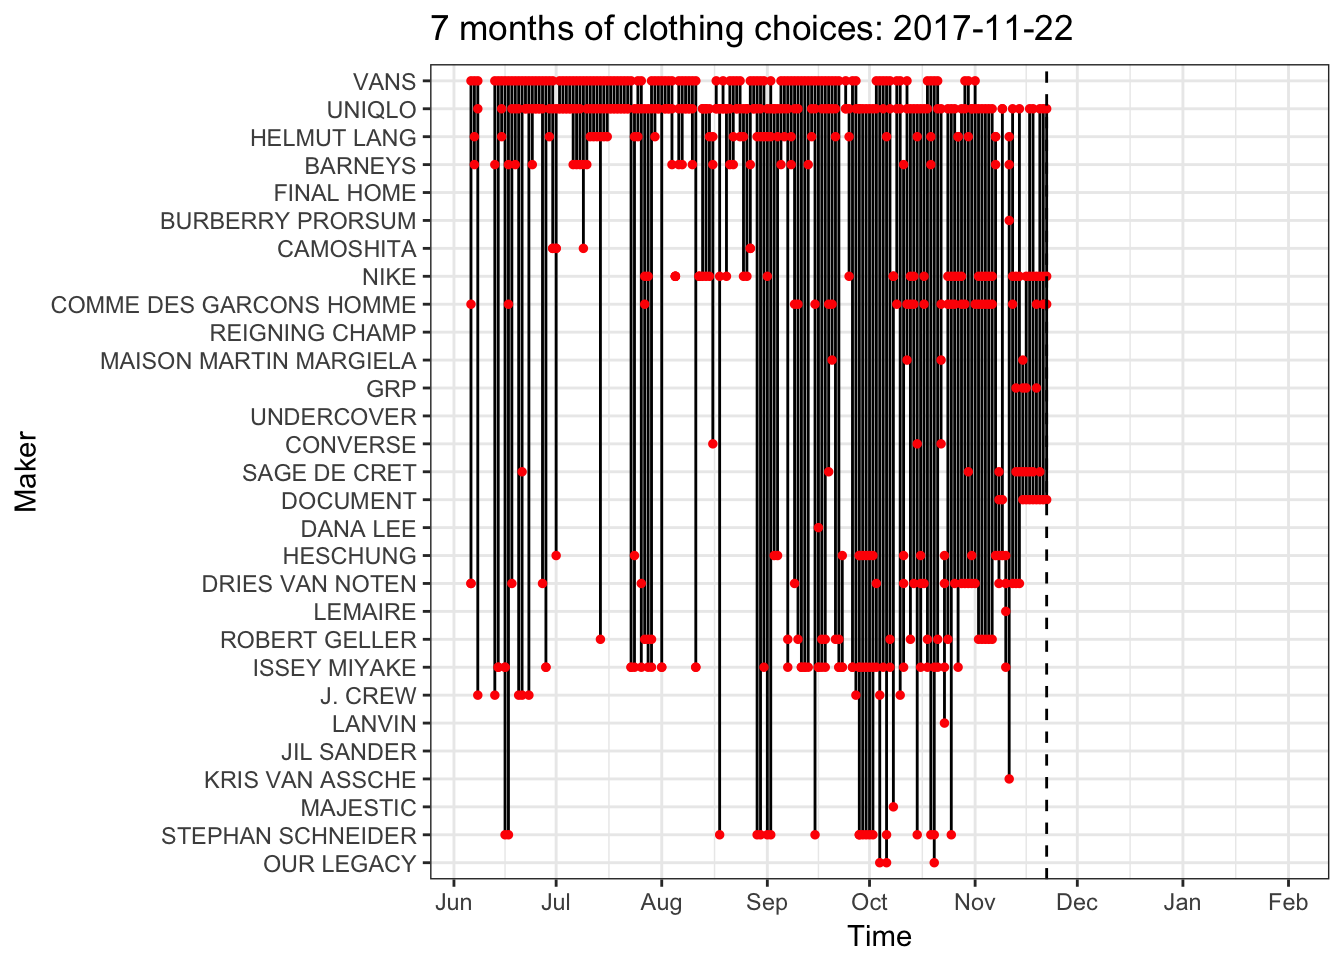 7 months of clothing choices: 2017-11-22
Maker
VANS
UNIQLO
HELMUT LANG
BARNEYS
FINAL HOME
BURBERRY PRORSUM
CAMOSHITA
NIKE
COMME DES GARCONS HOMME
REIGNING CHAMP
MAISON MARTIN MARGIELA
GRP
UNDERCOVER
CONVERSE
SAGE DE CRET
DOCUMENT
DANA LEE
HESCHUNG
DRIES VAN NOTEN
LEMAIRE
ROBERT GELLER
ISSEY MIYAKE
J. CREW
LANVIN
JIL SANDER
KRIS VAN ASSCHE
MAJESTIC
STEPHAN SCHNEIDER
OUR LEGACY
Jun Jul Aug Sep Oct Nov Dec Jan Feb
Time